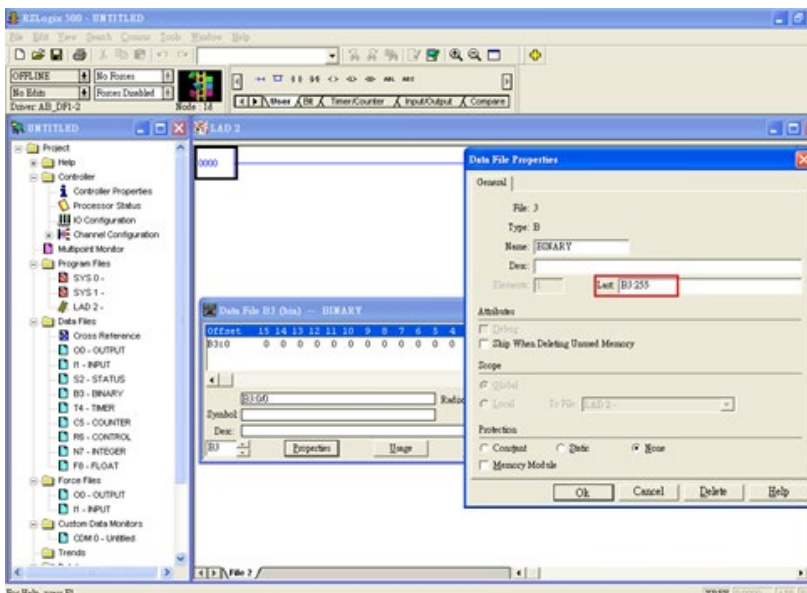 RSLogix 500 - UNTITLED
File Edit View Search Comms Tools Window Help
OFFLINE No Forces
No Edits Forces Disabled
Driver: AB_DF1-2 Node : 1d
User Bit Timer/Counter Input/Output Compare
UNTITLED
Project
Help
Controller
Controller Properties
Processor Status
IO Configuration
Channel Configuration
Multipoint Monitor
Program Files
SYS 0 -
SYS 1 -
LAD 2 -
Data Files
Cross Reference
O0 - OUTPUT
I1 - INPUT
S2 - STATUS
B3 - BINARY
T4 - TIMER
C5 - COUNTER
R6 - CONTROL
N7 - INTEGER
F8 - FLOAT
Force Files
O0 - OUTPUT
I1 - INPUT
Custom Data Monitors
CDM 0 - Untitled
Trends
LAD 2
0000
Data File B3 (bin) -- BINARY
Offset 15 14 13 12 11 10 9 8 7 6 5 4
B3:0 0 0 0 0 0 0 0 0 0 0 0 0
B3:0/0 Radix
Symbol:
Desc:
B3 Properties Usage
File 2
Data File Properties
General
File: 3
Type: B
Name: BINARY
Desc:
Elements: 1 Last: B3:255
Attributes
Debug
Skip When Deleting Unused Memory
Scope
Global
Local To File: LAD 2 -
Protection
Constant Static None
Memory Module
Ok Cancel Delete Help
For Help, press F1